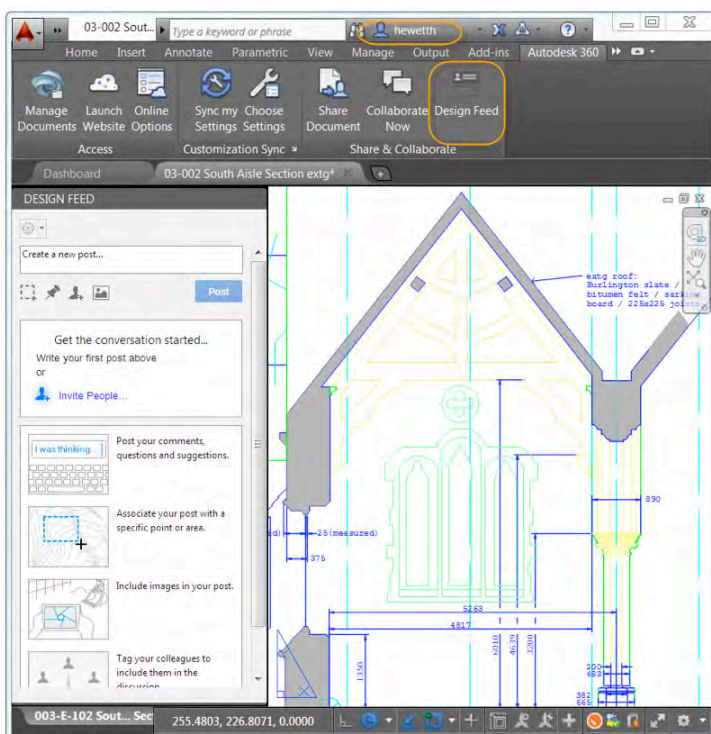 03-002 Sout...
Type a keyword or phrase
hewetth
Home Insert Annotate Parametric View Manage Output Add-ins Autodesk 360
Manage Documents
Launch Website
Online Options
Sync my Settings
Choose Settings
Share Document
Collaborate Now
Design Feed
Access
Customization Sync
Share & Collaborate
Dashboard
03-002 South Aisle Section extg*
DESIGN FEED
Create a new post...
Post
Get the conversation started...
Write your first post above
or
Invite People...
I was thinking...
Post your comments,
questions and suggestions.
Associate your post with a
specific point or area.
Include images in your post.
Tag your colleagues to
include them in the
discussion
extg roof:
Burlington slate /
bitumen felt / sarking
board / 225x225 joists
2D
890
25 (measured)
375
5263
4817
6010
4639
3200
1350
200
483
382
665
003-E-102 Sout... Sec
255.4803, 226.8071, 0.0000